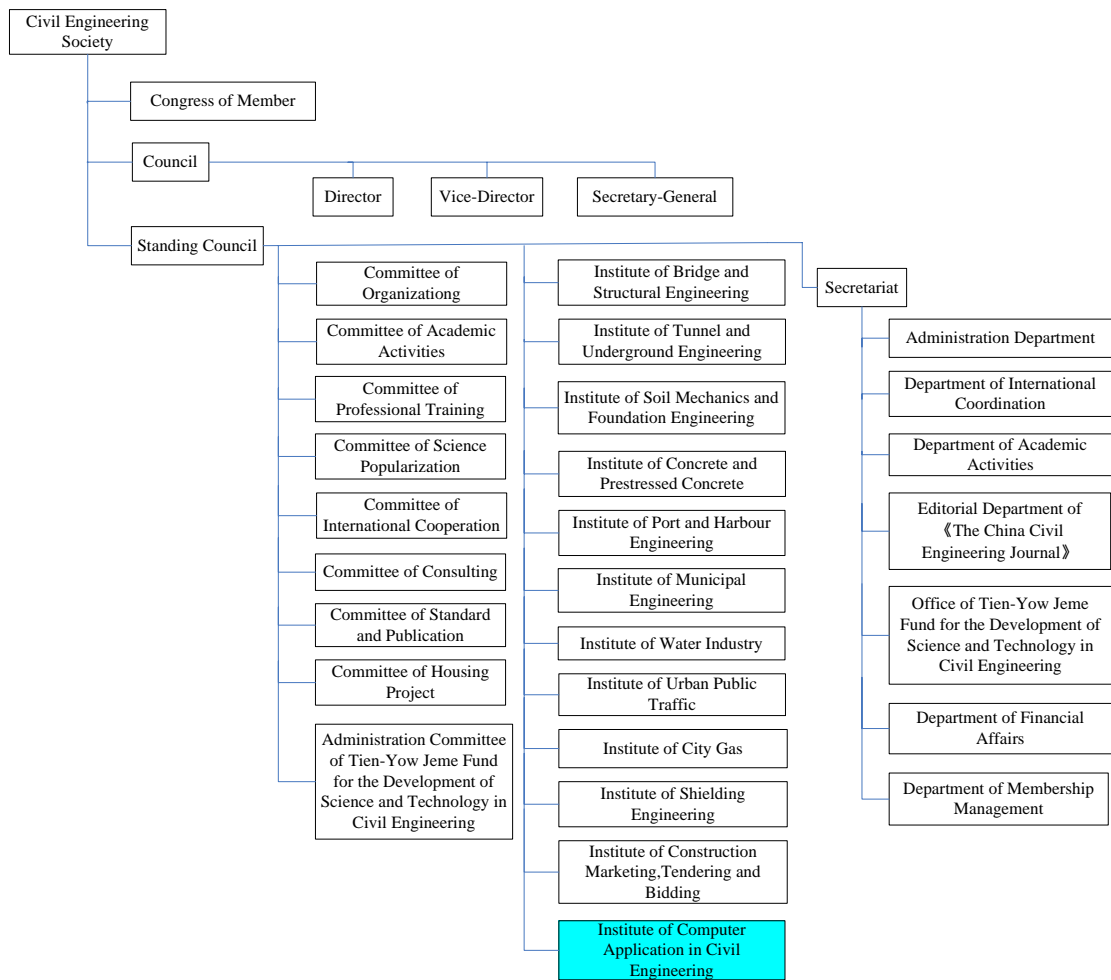 Civil Engineering
Society
Congress of Member
Council
Director
Vice-Director
Secretary-General
Standing Council
Committee of
Organizationg
Committee of Academic
Activities
Committee of
Professional Training
Committee of Science
Popularization
Committee of
International Cooperation
Committee of Consulting
Committee of Standard
and Publication
Committee of Housing
Project
Administration Committee
of Tien-Yow Jeme Fund
for the Development of
Science and Technology in
Civil Engineering
Institute of Bridge and
Structural Engineering
Institute of Tunnel and
Underground Engineering
Institute of Soil Mechanics and
Foundation Engineering
Institute of Concrete and
Prestressed Concrete
Institute of Port and Harbour
Engineering
Institute of Municipal
Engineering
Institute of Water Industry
Institute of Urban Public
Traffic
Institute of City Gas
Institute of Shielding
Engineering
Institute of Construction
Marketing,Tendering and
Bidding
Institute of Computer
Application in Civil
Engineering
Secretariat
Administration Department
Department of International
Coordination
Department of Academic
Activities
Editorial Department of
《The China Civil
Engineering Journal》
Office of Tien-Yow Jeme
Fund for the Development of
Science and Technology in
Civil Engineering
Department of Financial
Affairs
Department of Membership
Management